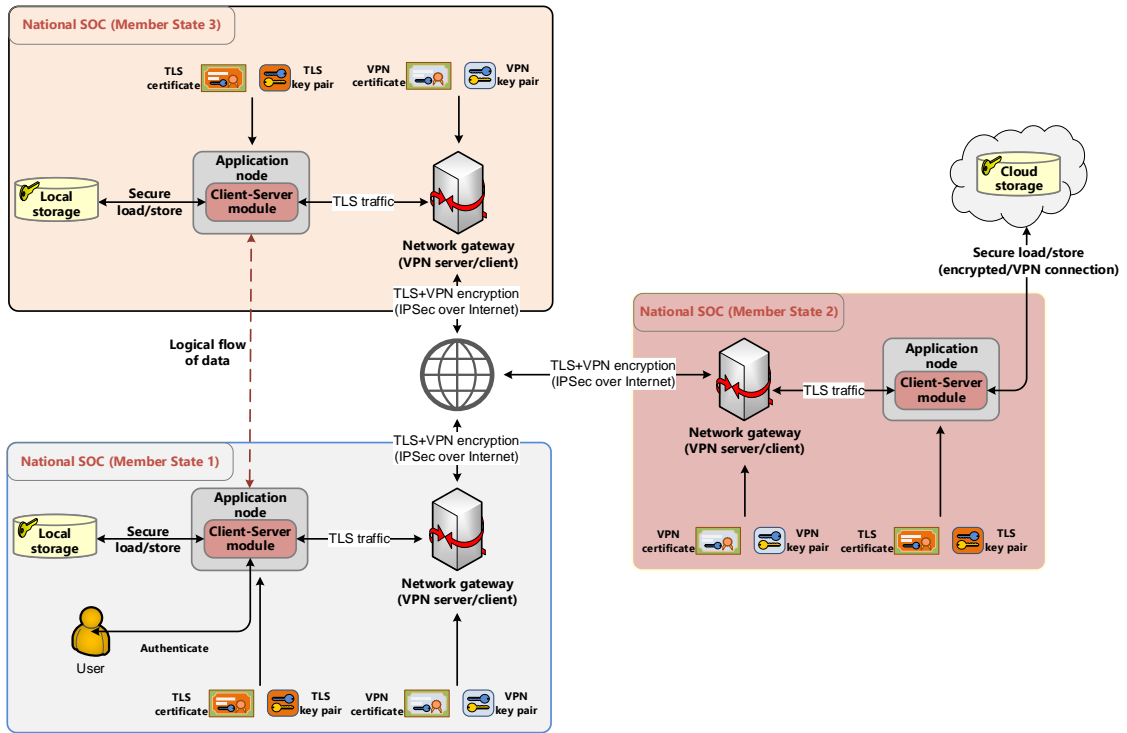 National SOC (Member State 3)
TLS
certificate
TLS
key pair
VPN
certificate
VPN
key pair
Application
node
Client-Server
module
Local
storage
Secure
load/store
TLS traffic
Network gateway
(VPN server/client)
TLS+VPN encryption
(IPSec over Internet)
Logical flow
of data
Cloud
storage
Secure load/store
(encrypted/VPN connection)
TLS+VPN encryption
(IPSec over Internet)
National SOC (Member State 2)
Application
node
Client-Server
module
TLS traffic
Network gateway
(VPN server/client)
VPN
certificate
VPN
key pair
TLS
certificate
TLS
key pair
TLS+VPN encryption
(IPSec over Internet)
National SOC (Member State 1)
Application
node
Client-Server
module
Local
storage
Secure
load/store
TLS traffic
Network gateway
(VPN server/client)
Authenticate
User
TLS
certificate
TLS
key pair
VPN
certificate
VPN
key pair